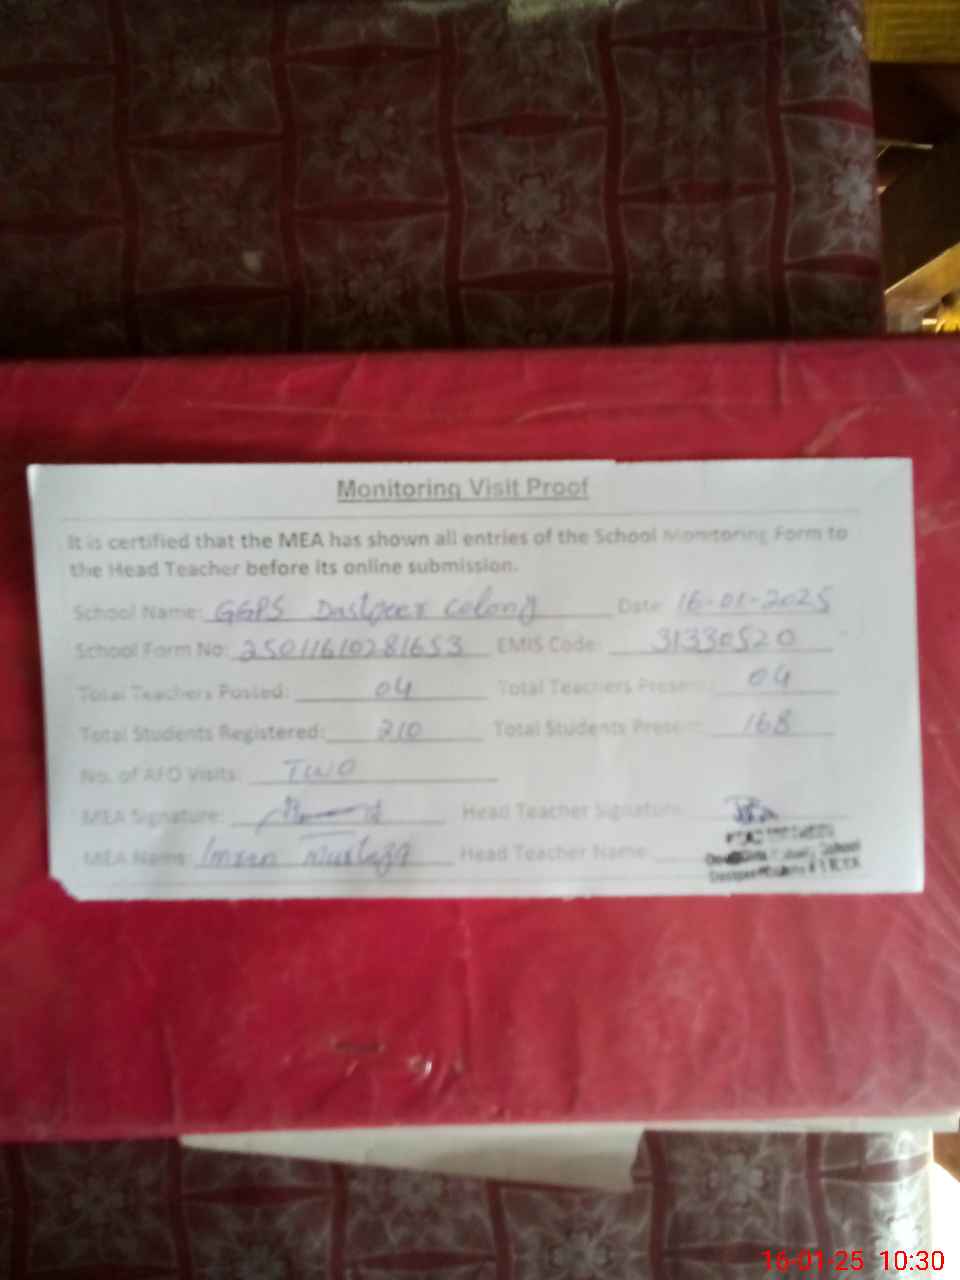 Monitoring Visit Proof
It is certified that the MEA has shown all entries of the School Monitoring Form to
the Head Teacher before its online submission.
School Name: GGPS Dastgeer Colony Date: 16-01-2025
School Form No: 25011610281653 EMIS Code: 31330520
Total Teachers Posted: 04 Total Teachers Present: 04
Total Students Registered: 210 Total Students Present: 168
No. of AFO Visits: TWO
MEA Signature: Head Teacher Signature:
MEA Name: Imran Mustafa Head Teacher Name:
School
16-01-25 10:30